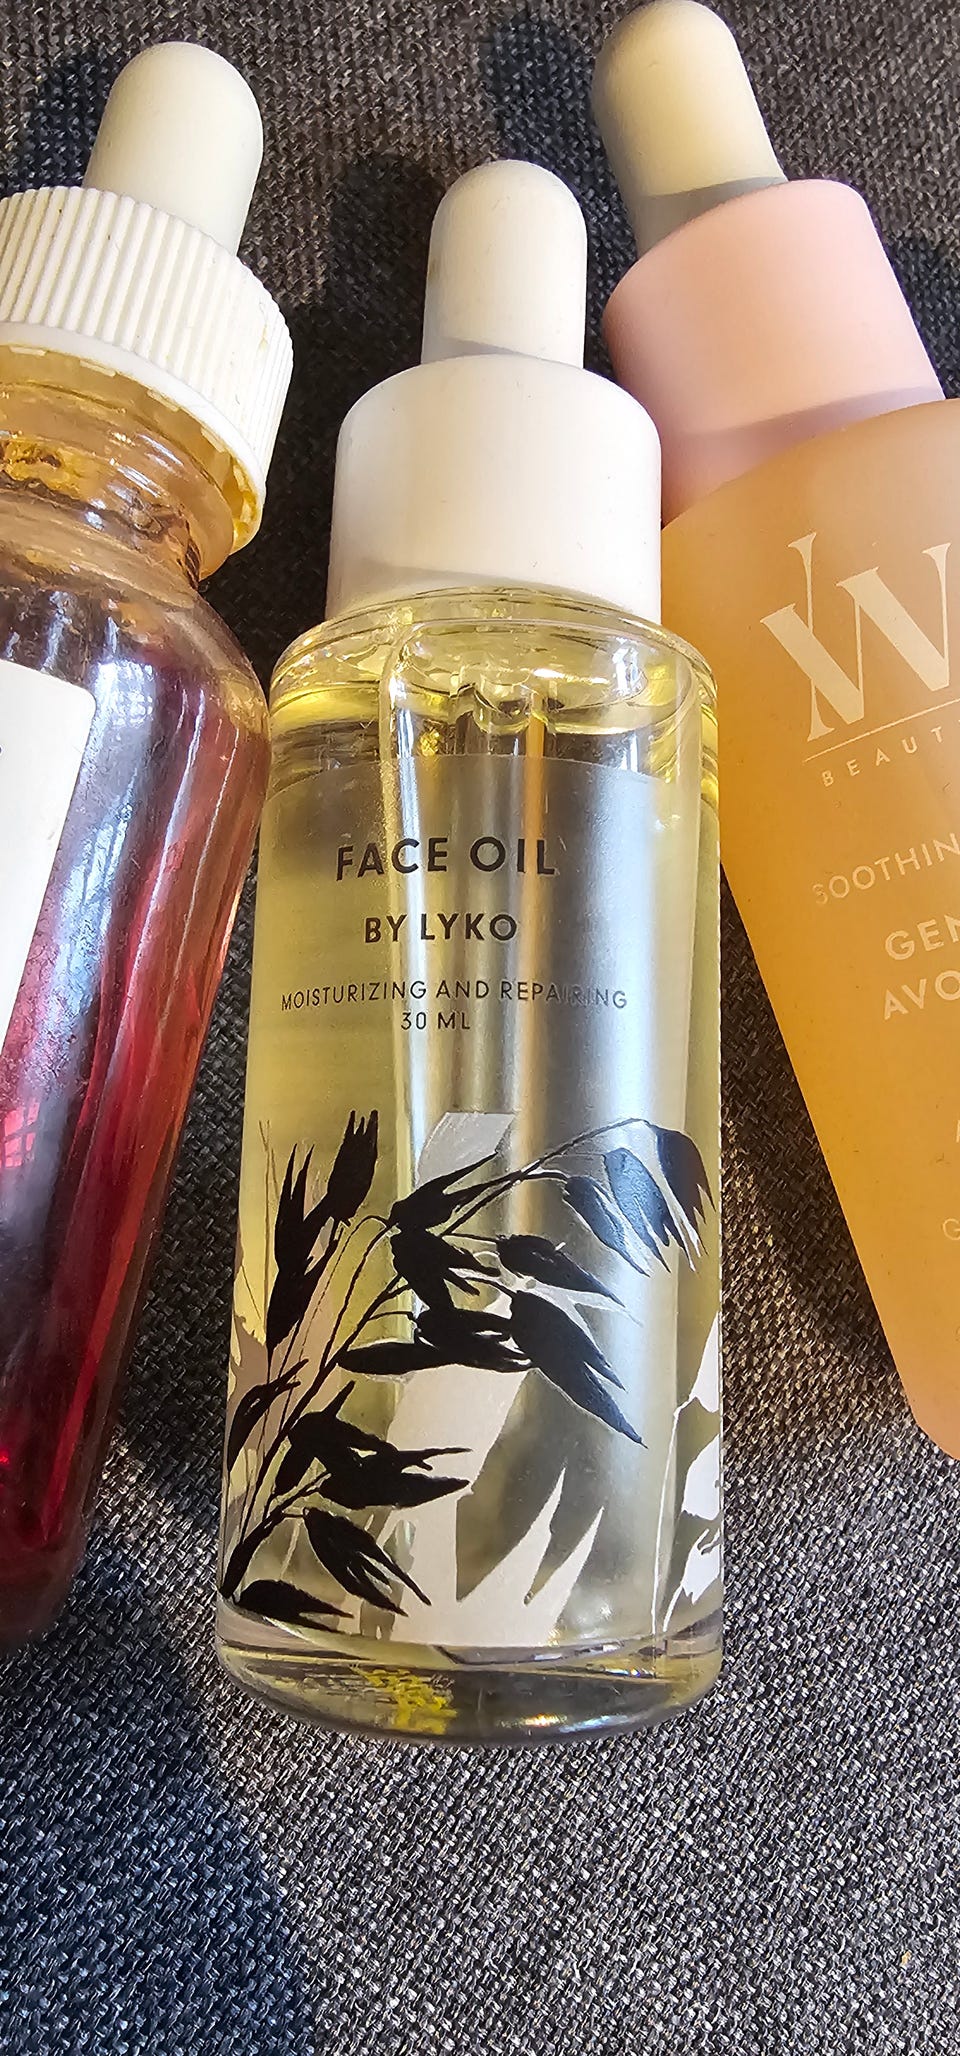 FACE OIL
BY LYKO
MOISTURIZING AND REPAIRING
30 ML
W
BEAUT
SOOTHIN
GEN
AVO